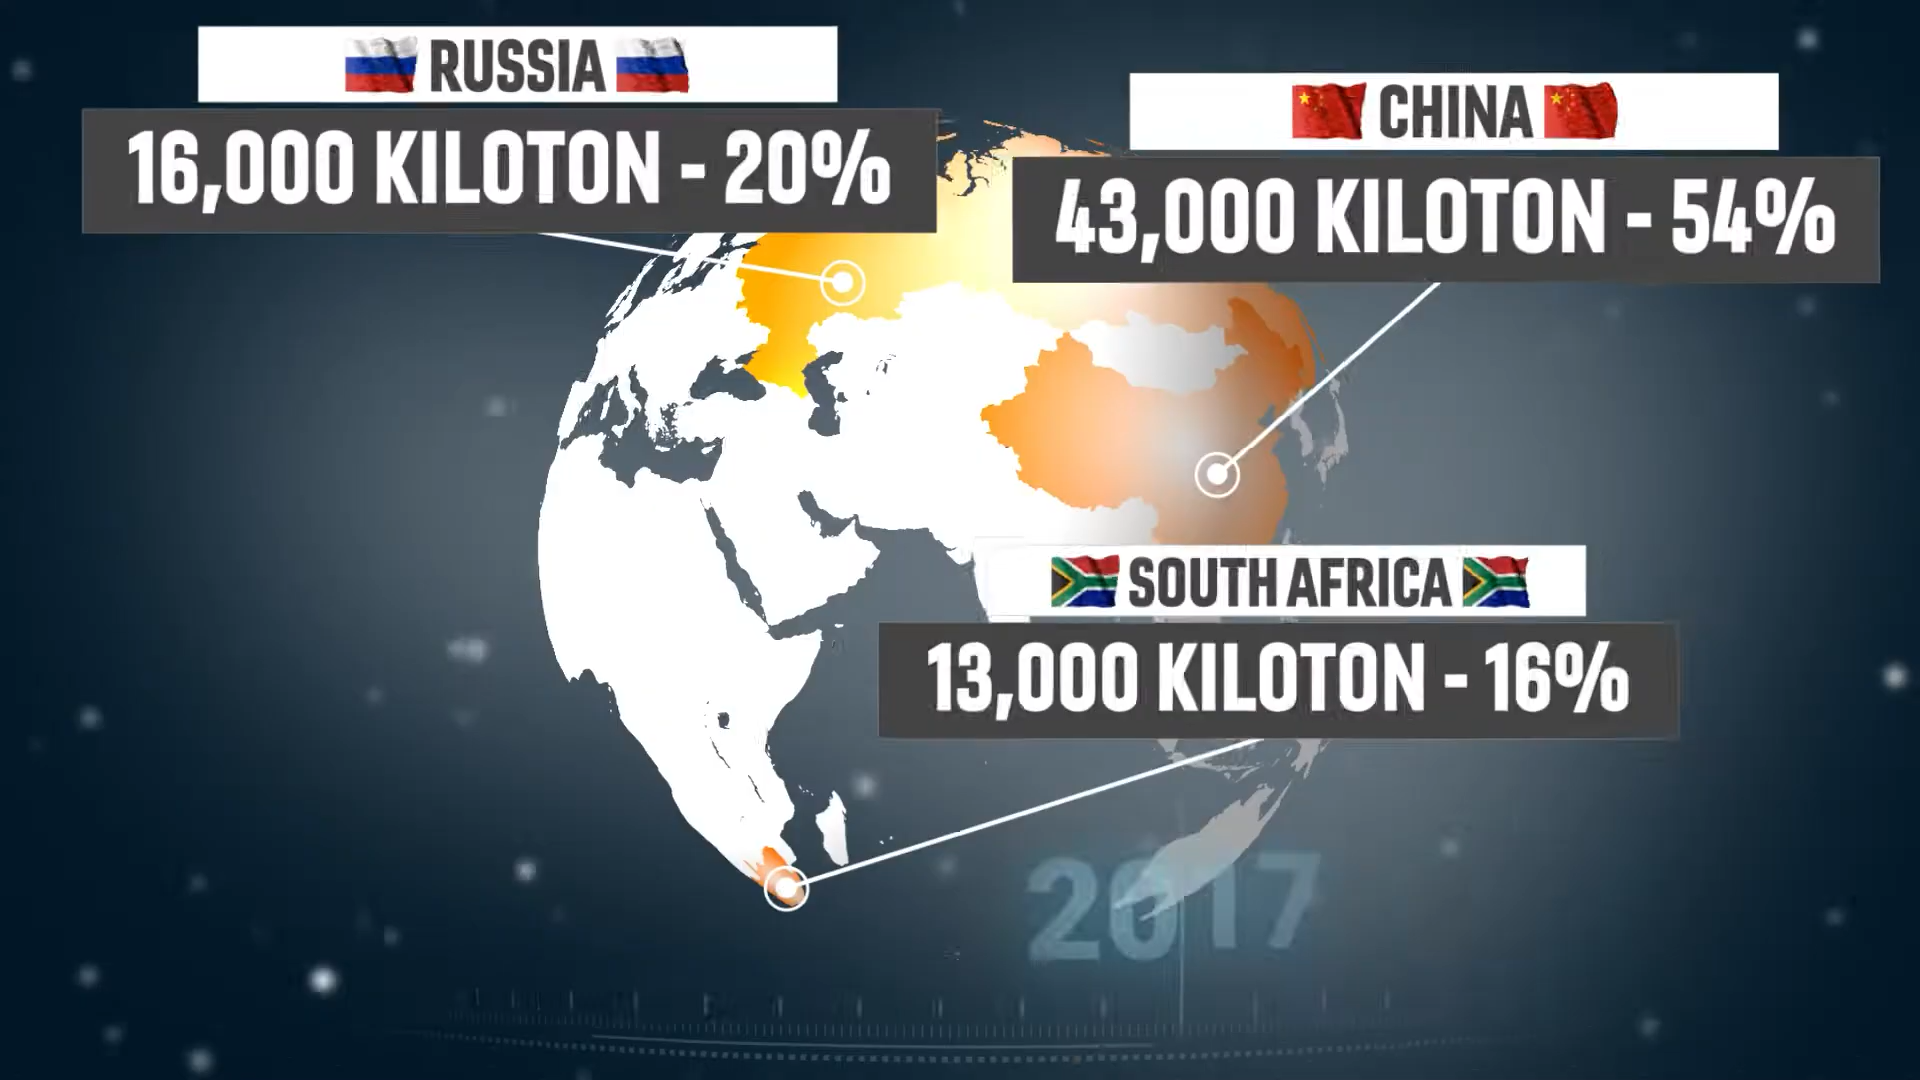 RUSSIA
16,000 KILOTON - 20%
CHINA
43,000 KILOTON - 54%
SOUTH AFRICA
13,000 KILOTON - 16%
2017